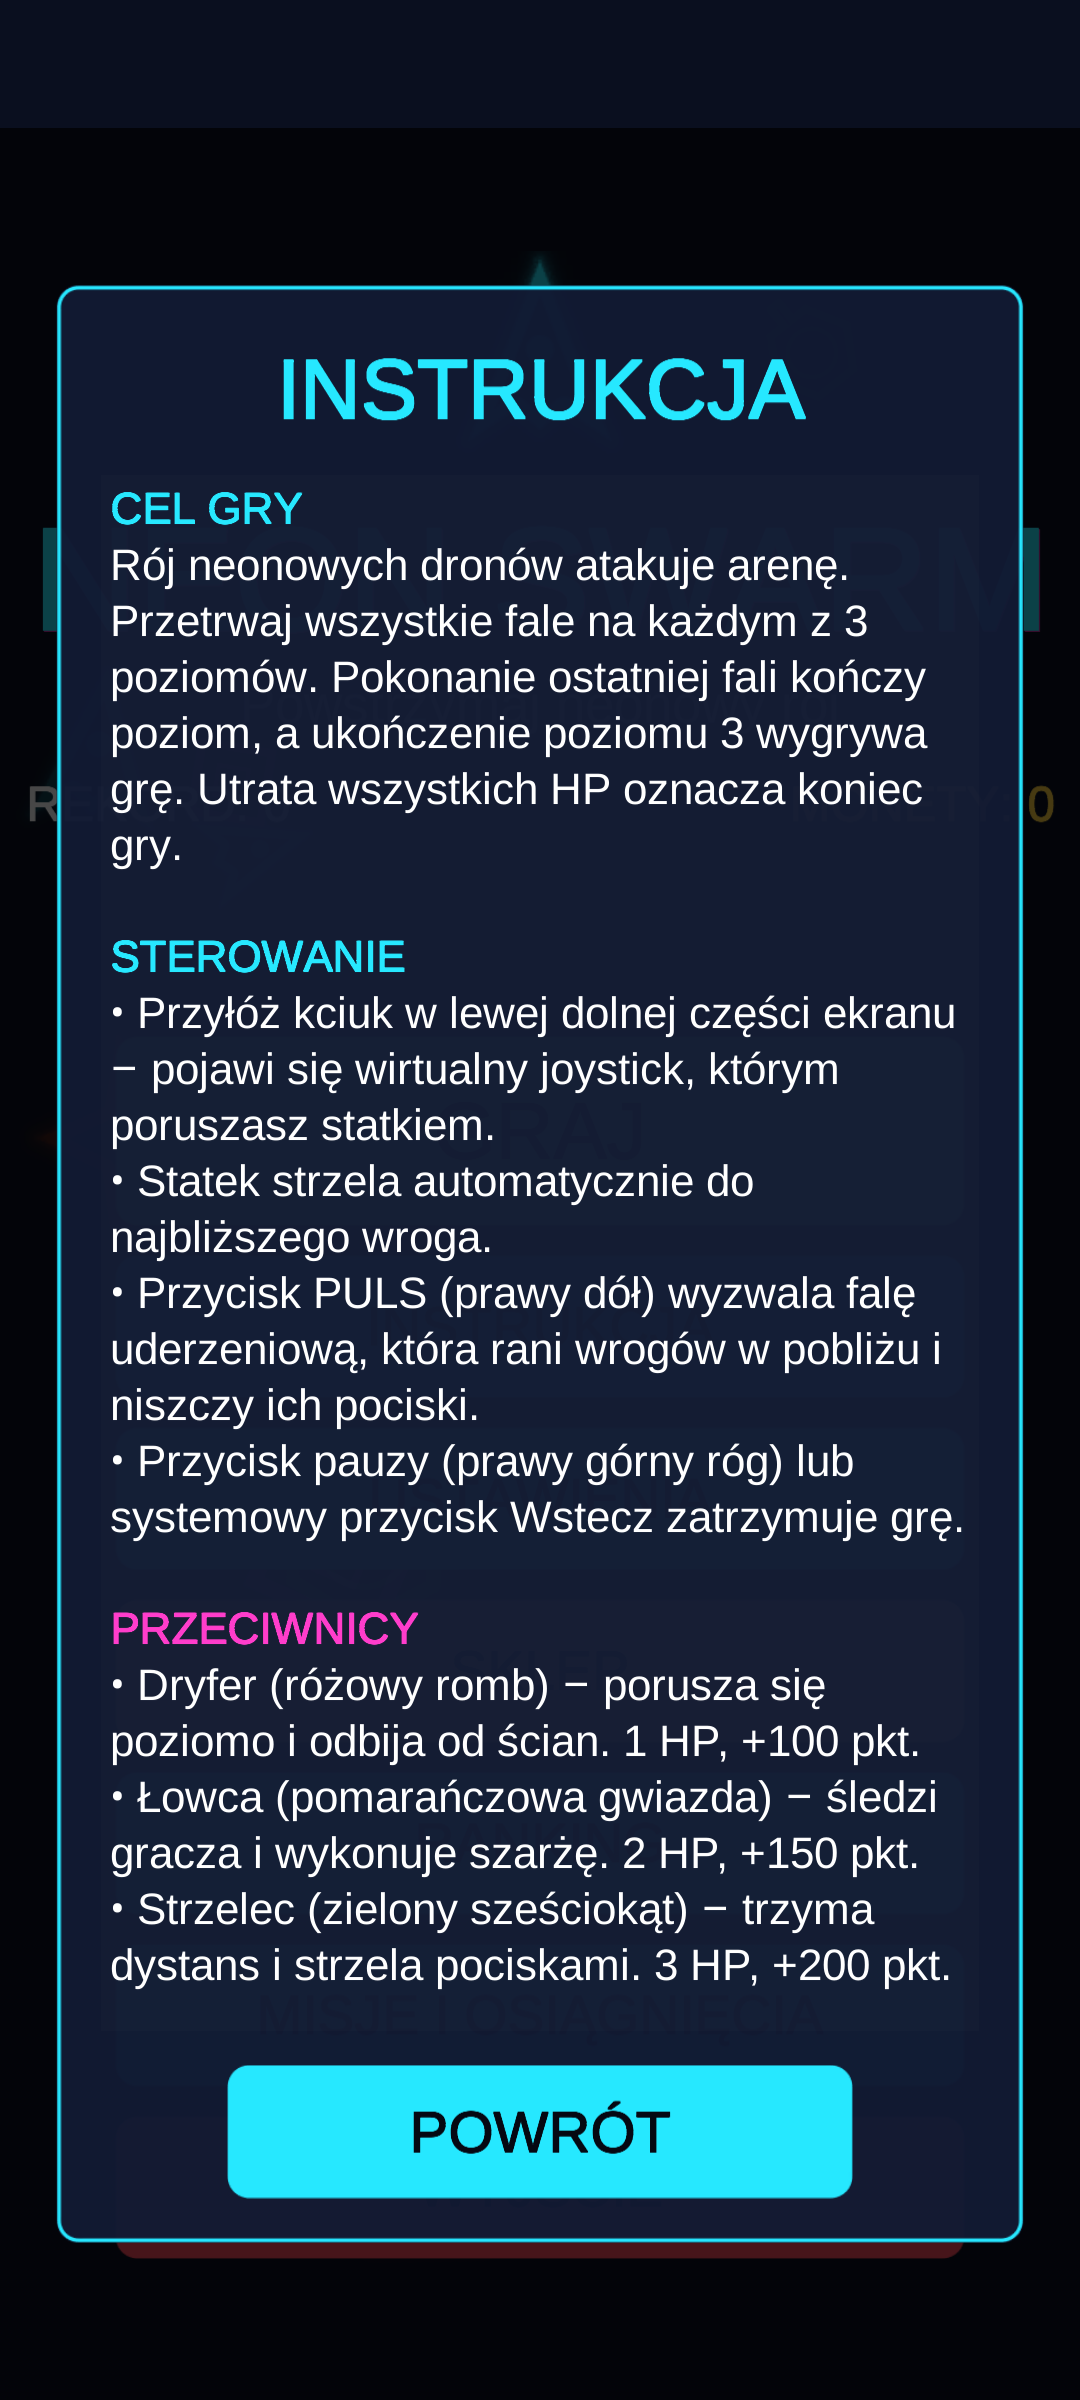 INSTRUKCJA
CEL GRY
Rój neonowych dronów atakuje arenę.
Przetrwaj wszystkie fale na każdym z 3
poziomów. Pokonanie ostatniej fali kończy
poziom, a ukończenie poziomu 3 wygrywa
grę. Utrata wszystkich HP oznacza koniec
gry.
STEROWANIE
• Przyłóż kciuk w lewej dolnej części ekranu
– pojawi się wirtualny joystick, którym
poruszasz statkiem.
• Statek strzela automatycznie do
najbliższego wroga.
• Przycisk PULS (prawy dół) wyzwala falę
uderzeniową, która rani wrogów w pobliżu i
niszczy ich pociski.
• Przycisk pauzy (prawy górny róg) lub
systemowy przycisk Wstecz zatrzymuje grę.
PRZECIWNICY
• Dryfer (różowy romb) – porusza się
poziomo i odbija od ścian. 1 HP, +100 pkt.
• Łowca (pomarańczowa gwiazda) – śledzi
gracza i wykonuje szarżę. 2 HP, +150 pkt.
• Strzelec (zielony sześciokąt) – trzyma
dystans i strzela pociskami. 3 HP, +200 pkt.
MISJE I OSIĄGNIĘCIA
POWRÓT